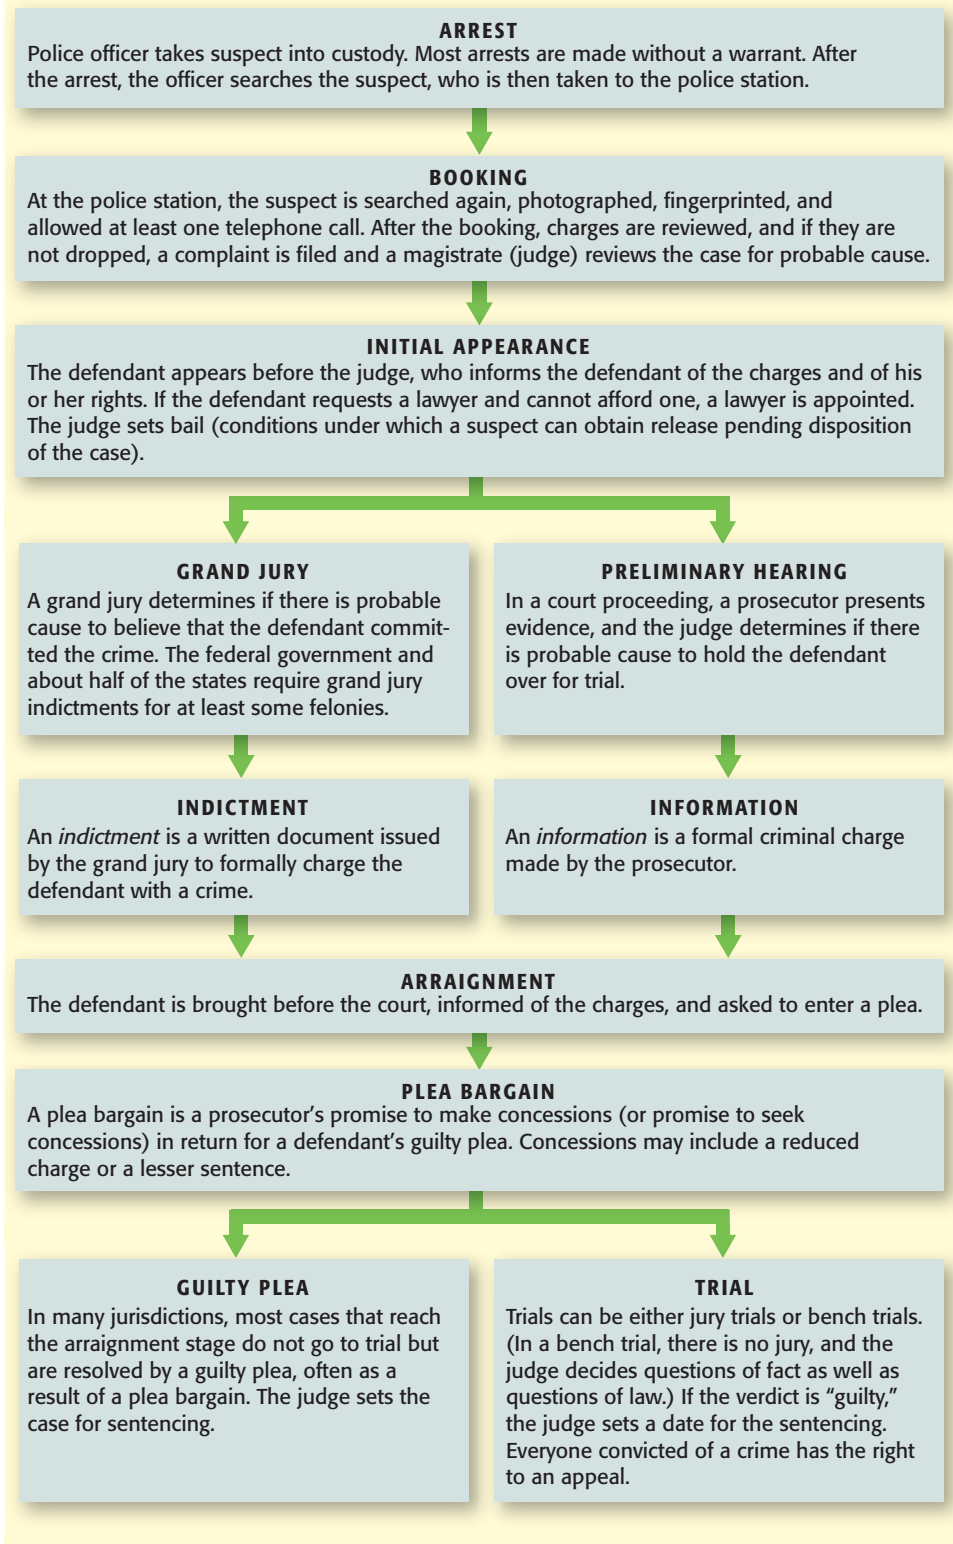 ARREST
Police officer takes suspect into custody. Most arrests are made without a warrant. After
the arrest, the officer searches the suspect, who is then taken to the police station.
BOOKING
At the police station, the suspect is searched again, photographed, fingerprinted, and
allowed at least one telephone call. After the booking, charges are reviewed, and if they are
not dropped, a complaint is filed and a magistrate (judge) reviews the case for probable cause.
INITIAL APPEARANCE
The defendant appears before the judge, who informs the defendant of the charges and of his
or her rights. If the defendant requests a lawyer and cannot afford one, a lawyer is appointed.
The judge sets bail (conditions under which a suspect can obtain release pending disposition
of the case).
GRAND JURY
A grand jury determines if there is probable
cause to believe that the defendant commit-
ted the crime. The federal government and
about half of the states require grand jury
indictments for at least some felonies.
PRELIMINARY HEARING
In a court proceeding, a prosecutor presents
evidence, and the judge determines if there
is probable cause to hold the defendant
over for trial.
INDICTMENT
An indictment is a written document issued
by the grand jury to formally charge the
defendant with a crime.
INFORMATION
An information is a formal criminal charge
made by the prosecutor.
ARRAIGNMENT
The defendant is brought before the court, informed of the charges, and asked to enter a plea.
PLEA BARGAIN
A plea bargain is a prosecutor’s promise to make concessions (or promise to seek
concessions) in return for a defendant’s guilty plea. Concessions may include a reduced
charge or a lesser sentence.
GUILTY PLEA
In many jurisdictions, most cases that reach
the arraignment stage do not go to trial but
are resolved by a guilty plea, often as a
result of a plea bargain. The judge sets the
case for sentencing.
TRIAL
Trials can be either jury trials or bench trials.
(In a bench trial, there is no jury, and the
judge decides questions of fact as well as
questions of law.) If the verdict is “guilty,”
the judge sets a date for the sentencing.
Everyone convicted of a crime has the right
to an appeal.